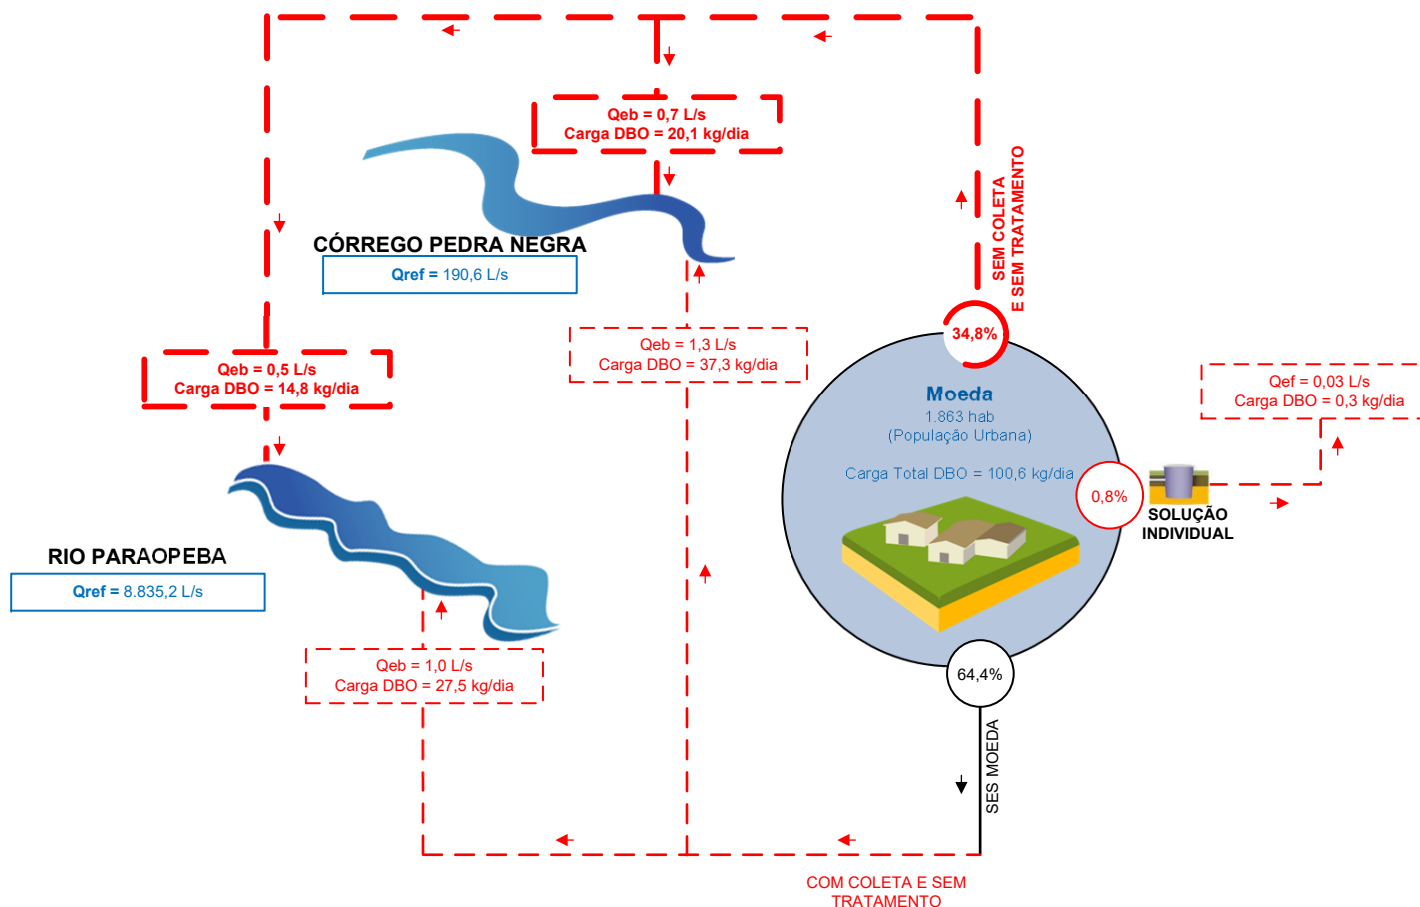 Qeb = 0,7 L/s
Carga DBO = 20,1 kg/dia
SEM COLETA
E SEM TRATAMENTO
CÓRREGO PEDRA NEGRA
Qref = 190,6 L/s
34,8%
Qeb = 1,3 L/s
Carga DBO = 37,3 kg/dia
Qeb = 0,5 L/s
Carga DBO = 14,8 kg/dia
Moeda
1.863 hab
(População Urbana)
Carga Total DBO = 100,6 kg/dia
Qef = 0,03 L/s
Carga DBO = 0,3 kg/dia
0,8%
SOLUÇÃO
INDIVIDUAL
RIO PARAOPEBA
Qref = 8.835,2 L/s
Qeb = 1,0 L/s
Carga DBO = 27,5 kg/dia
64,4%
SES MOEDA
COM COLETA E SEM
TRATAMENTO